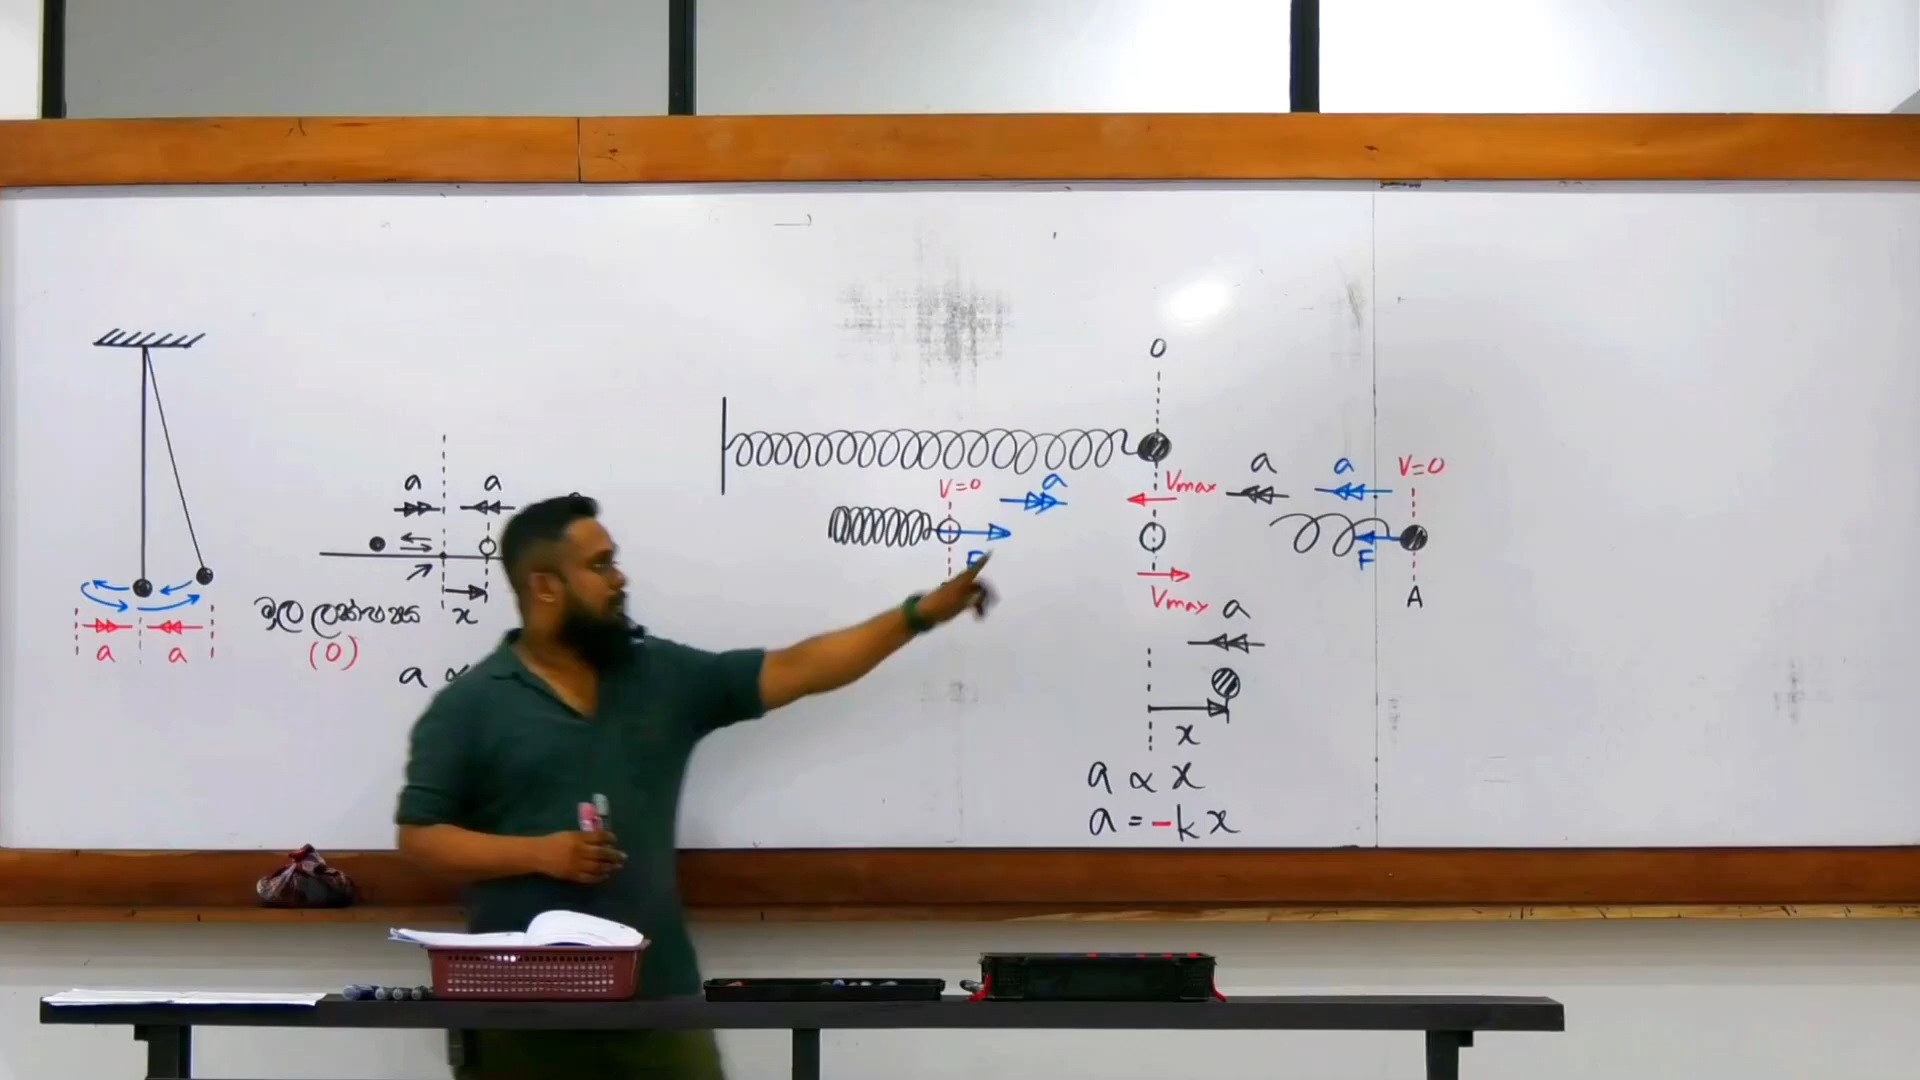 a a
මූල ලක්ෂ්‍යය x
(0)
a a
a ∝
O
V=0 a
Vmax
a a V=0
F
F
Vmax
A
a
x
a ∝ x
a = -kx